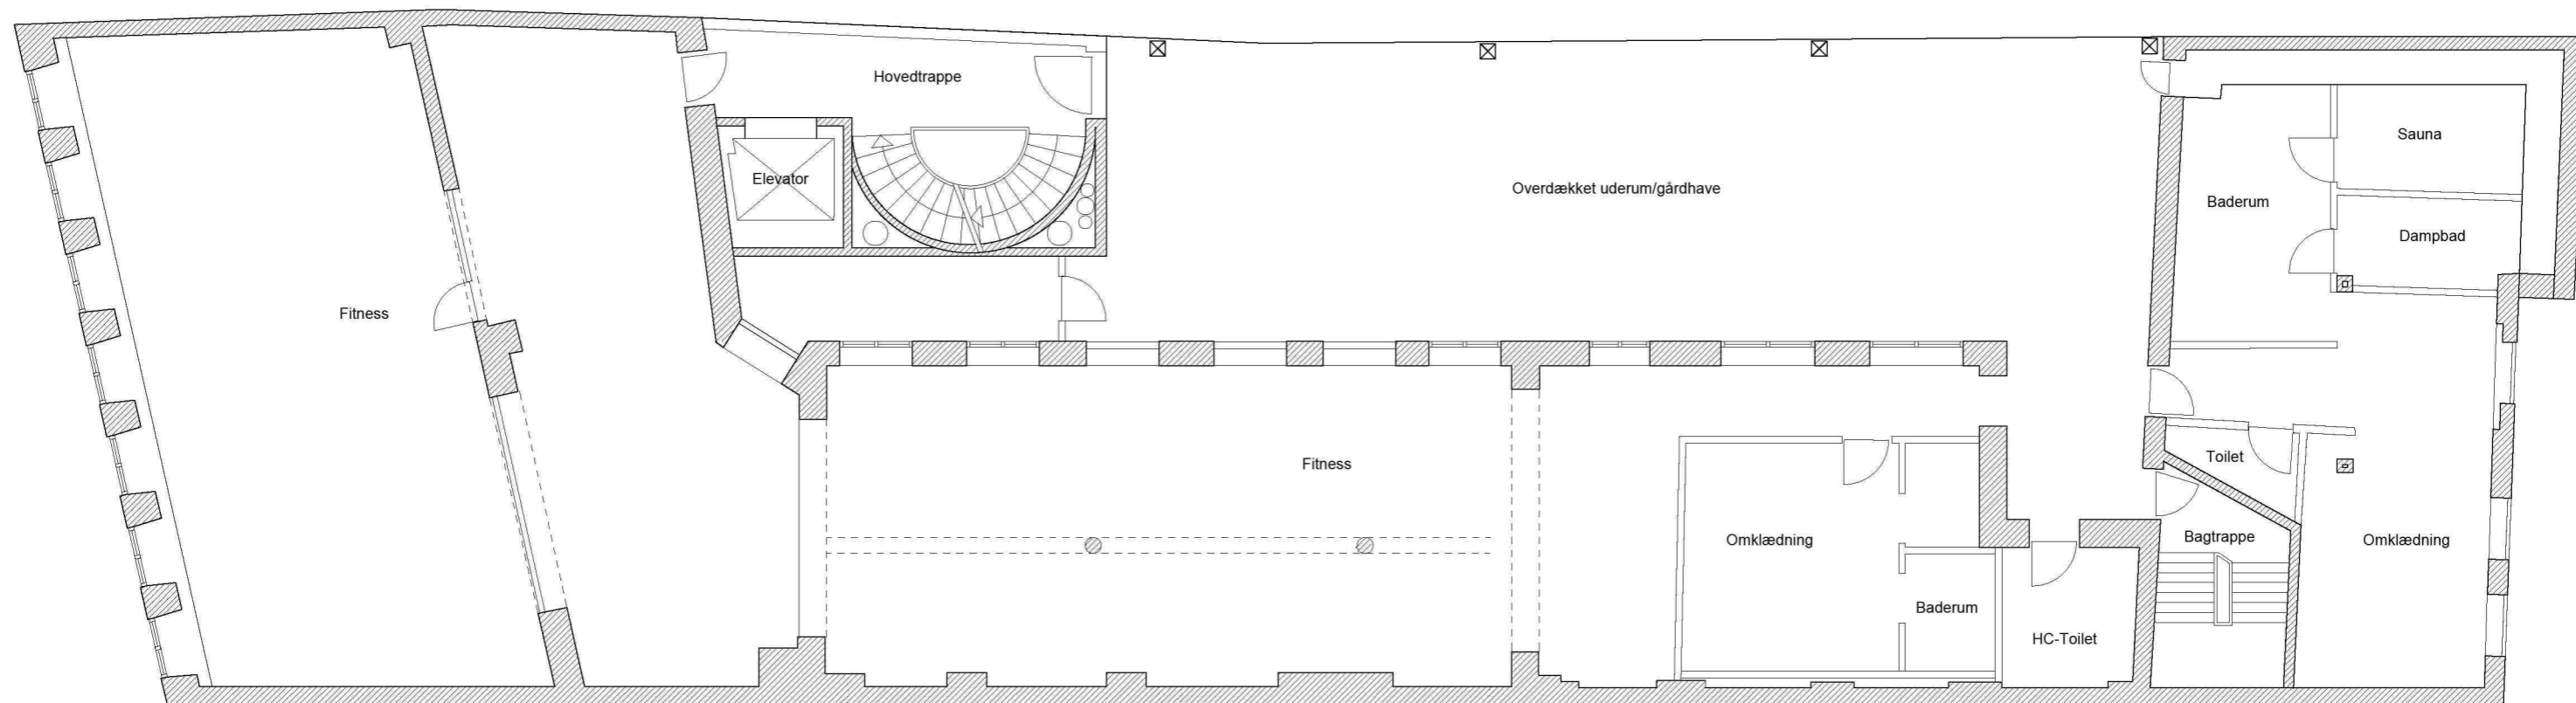 Hovedtrappe
Sauna
Elevator
Overdækket uderum/gårdhave
Baderum
Dampbad
Fitness
Fitness
Toilet
Omklædning
Bagtrappe
Omklædning
Baderum
HC-Toilet